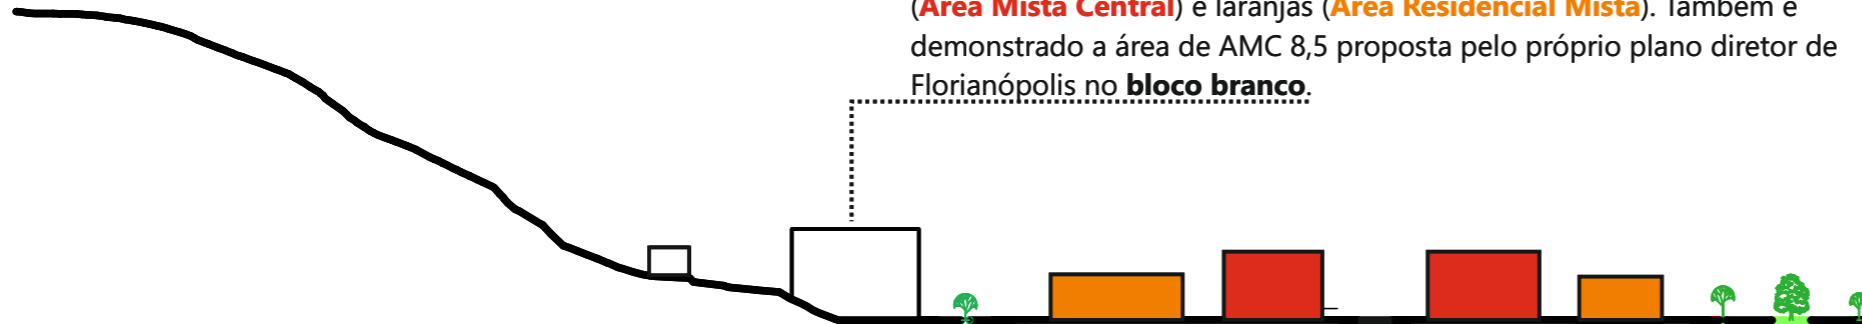 (Área Mista Central) e laranjas (Área Residencial Mista). Também é
demonstrado a área de AMC 8,5 proposta pelo próprio plano diretor de
Florianópolis no bloco branco.